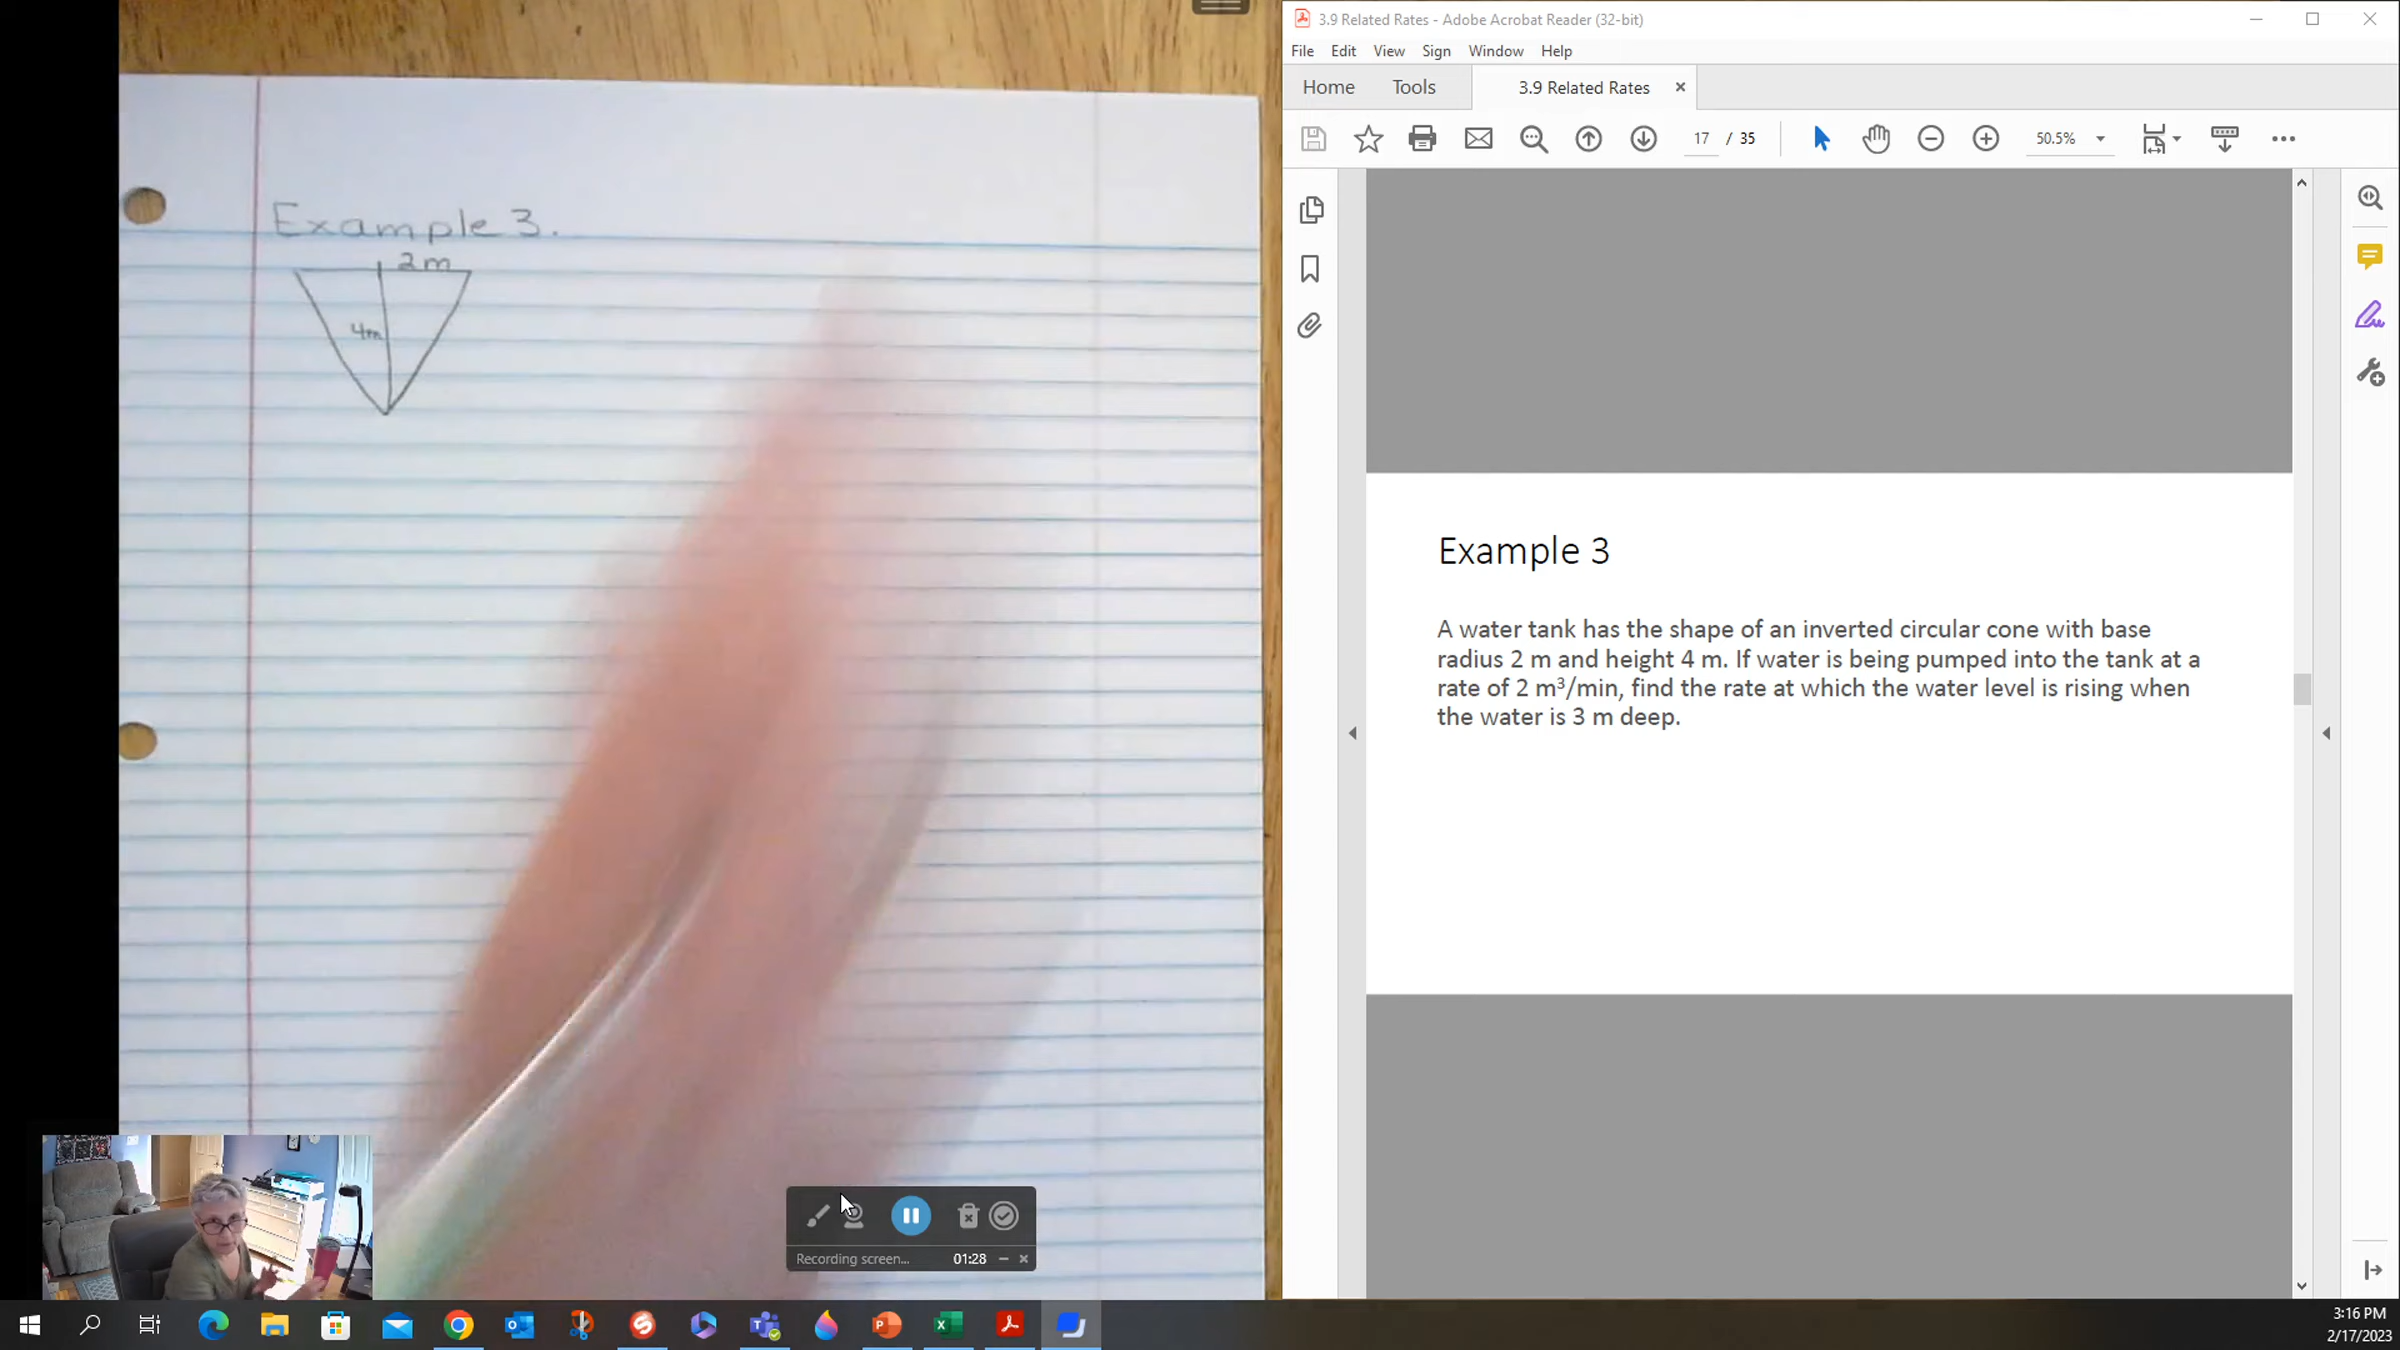 3.9 Related Rates - Adobe Acrobat Reader (32-bit)
File Edit View Sign Window Help
Home Tools 3.9 Related Rates
17 / 35 50.5%
Example 3.
2m
4m
Example 3
A water tank has the shape of an inverted circular cone with base
radius 2 m and height 4 m. If water is being pumped into the tank at a
rate of 2 m³/min, find the rate at which the water level is rising when
the water is 3 m deep.
Recording screen... 01:28
3:16 PM
2/17/2023